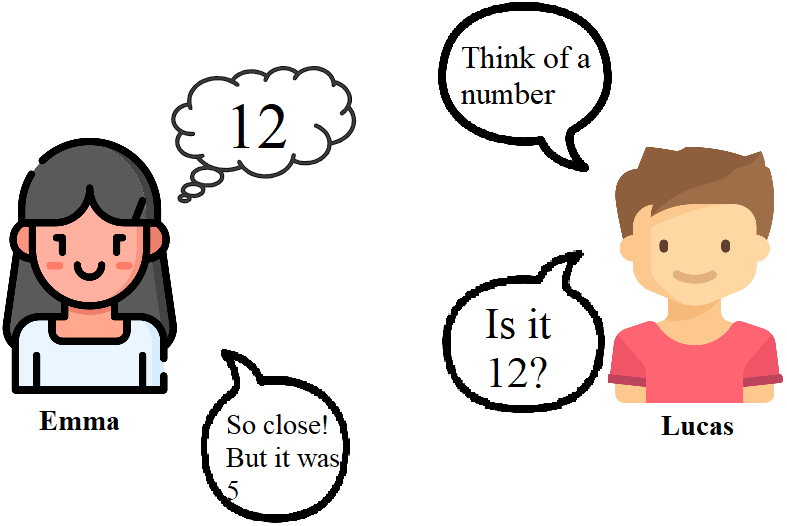 Think of a
number
12
Is it
12?
So close!
But it was
5
Emma
Lucas